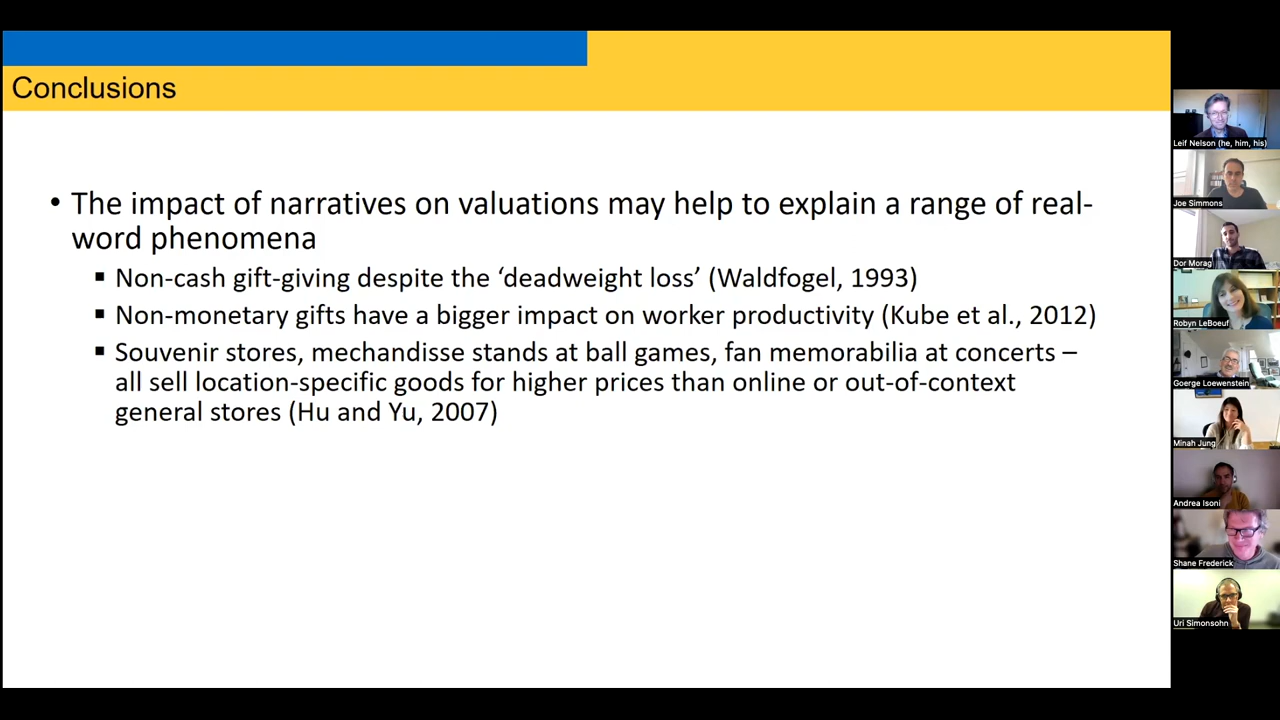 Conclusions
• The impact of narratives on valuations may help to explain a range of real-
word phenomena
▪ Non-cash gift-giving despite the ‘deadweight loss’ (Waldfogel, 1993)
▪ Non-monetary gifts have a bigger impact on worker productivity (Kube et al., 2012)
▪ Souvenir stores, mechandisse stands at ball games, fan memorabilia at concerts –
all sell location-specific goods for higher prices than online or out-of-context
general stores (Hu and Yu, 2007)
Leif Nelson (he, him, his)
Joe Simmons
Dor Morag
Robyn LeBoeuf
Goerge Loewenstein
Minah Jung
Andrea Isoni
Shane Frederick
Uri Simonsohn